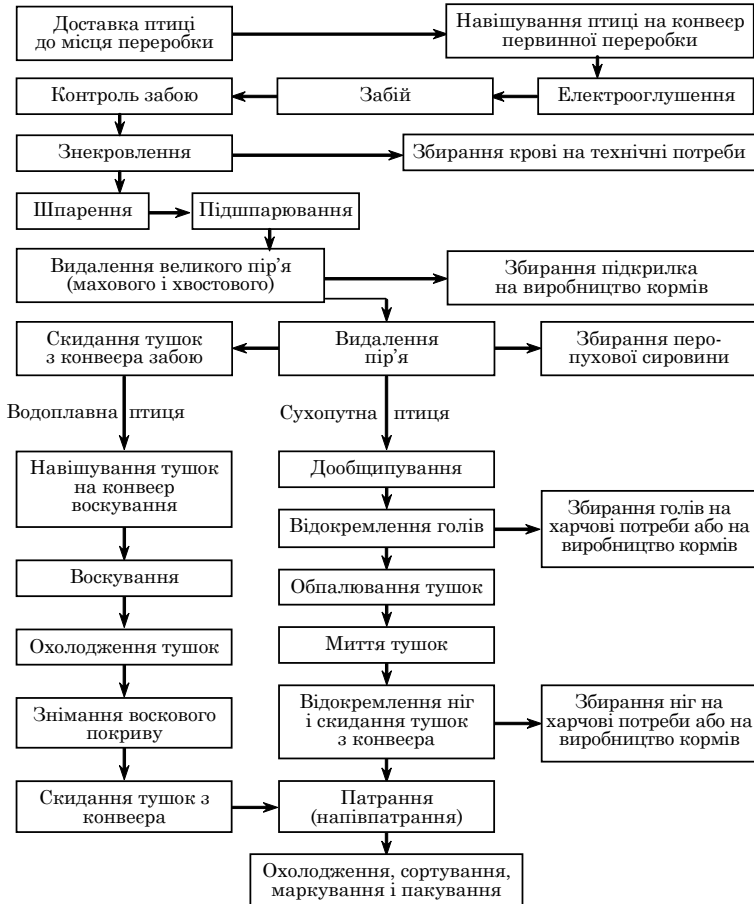 Доставка птиці
до місця переробки
Навішування птиці на конвеєр
первинної переробки
Контроль забою
Забій
Електрооглушення
Знекровлення
Збирання крові на технічні потреби
Шпарення
Підшпарювання
Видалення великого пір’я
(махового і хвостового)
Збирання підкрилка
на виробництво кормів
Скидання тушок
з конвеєра забою
Видалення
пір’я
Збирання перо-
пухової сировини
Водоплавна птиця
Сухопутна птиця
Навішування тушок
на конвеєр
воскування
Дообщипування
Відокремлення голів
Збирання голів на
харчові потреби або на
виробництво кормів
Воскування
Обпалювання тушок
Охолодження тушок
Миття тушок
Знімання воскового
покриву
Відокремлення ніг
і скидання тушок
з конвеєра
Збирання ніг на
харчові потреби або на
виробництво кормів
Скидання тушок з
конвеєра
Патрання
(напівпатрання)
Охолодження, сортування,
маркування і пакування